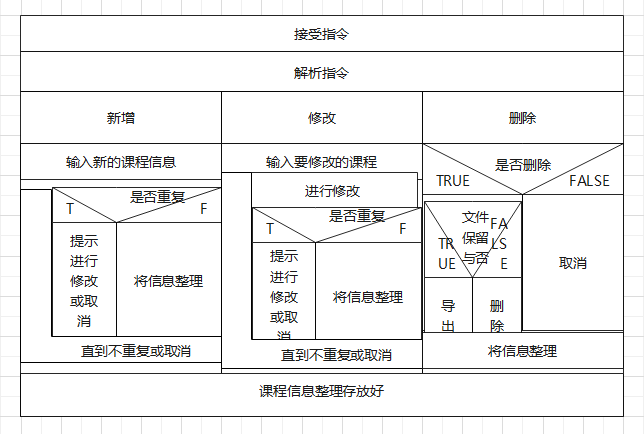 接受指令
解析指令
新增
修改
删除
输入新的课程信息
输入要修改的课程
是否删除
TRUE
FALSE
进行修改
是否重复
T
F
是否重复
T
F
文件
保留
与否
TR
UE
FA
LS
E
提示
进行
修改
或取
消
将信息整理
提示
进行
修改
或取
消
将信息整理
取消
导
出
删
除
直到不重复或取消
直到不重复或取消
将信息整理
课程信息整理存放好